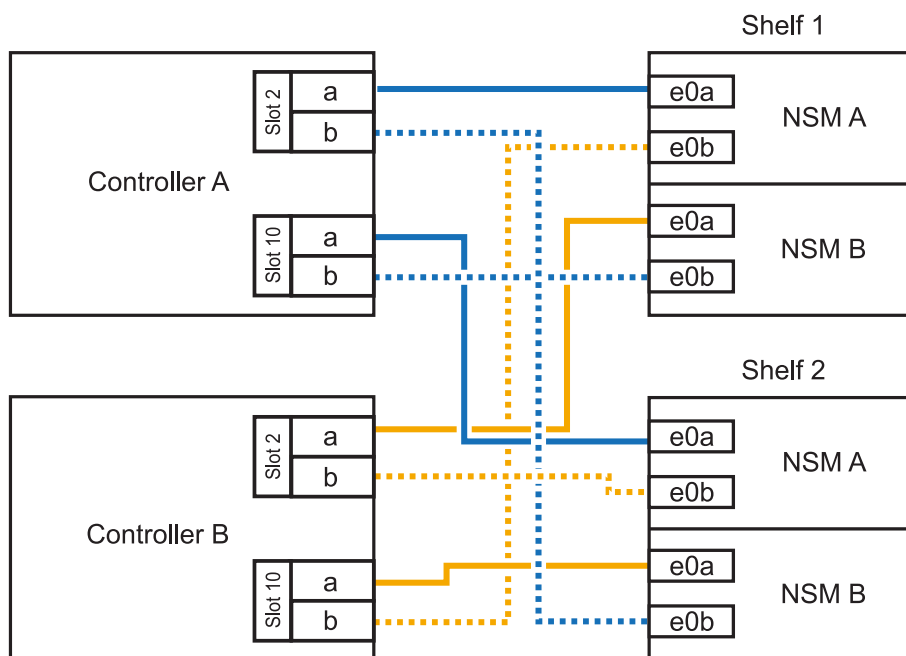 Controller A
Slot 2
a
b
Slot 10
a
b
Controller B
Slot 2
a
b
Slot 10
a
b
Shelf 1
e0a
e0b
NSM A
e0a
e0b
NSM B
Shelf 2
e0a
e0b
NSM A
e0a
e0b
NSM B